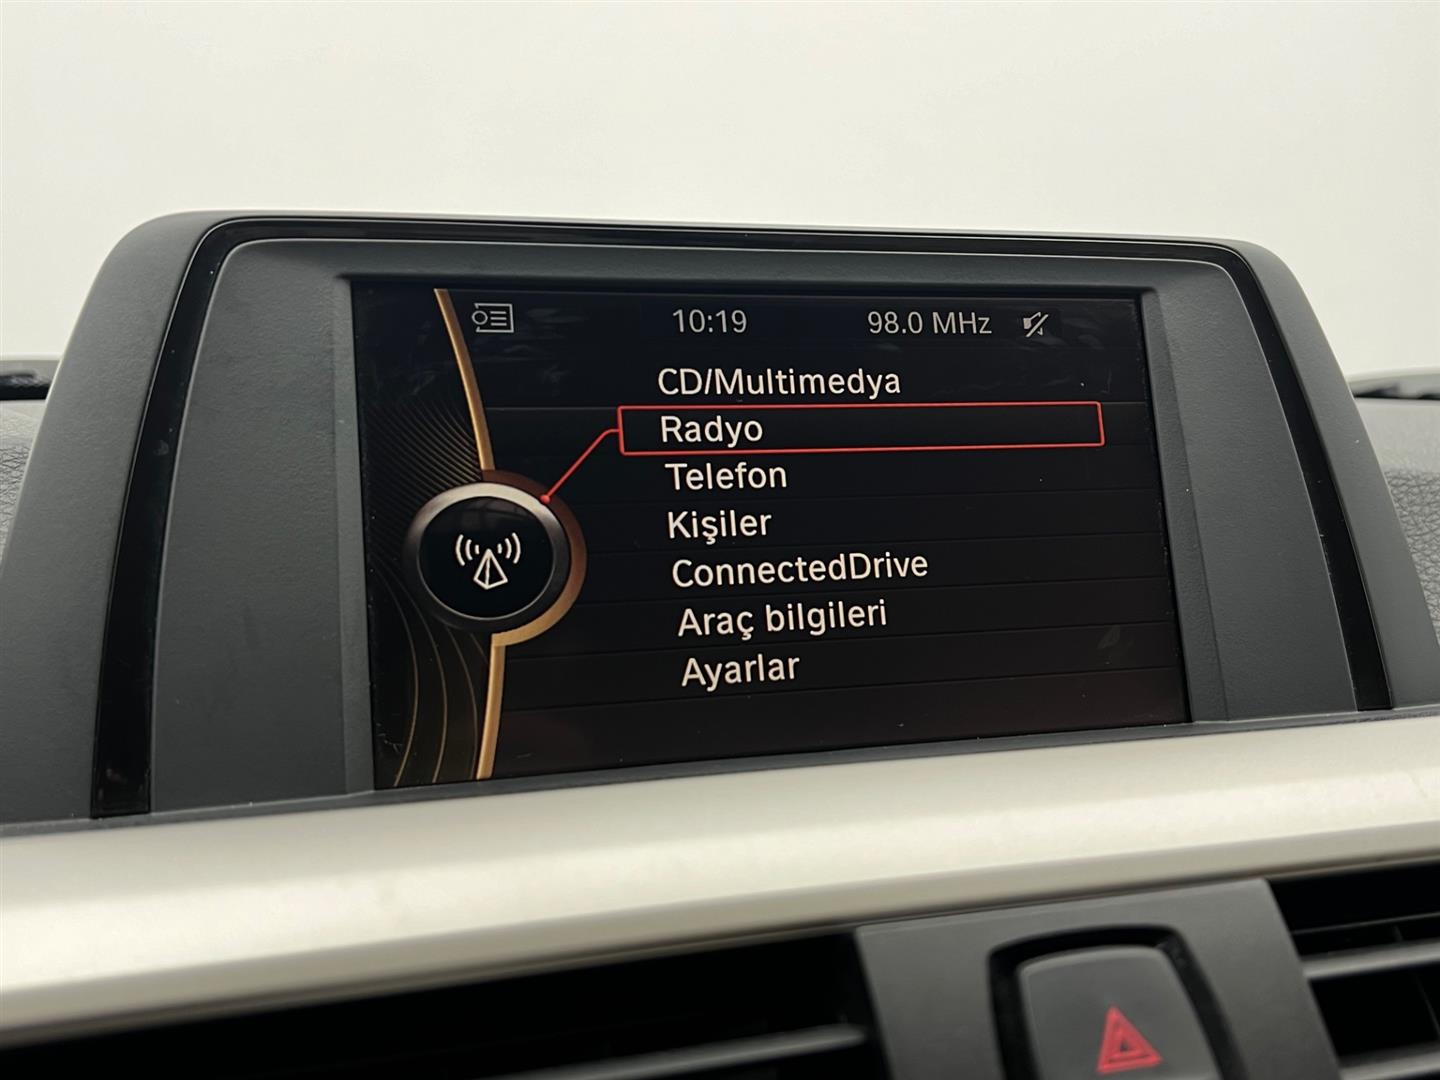 10:19 98.0 MHz
CD/Multimedya
Radyo
Telefon
Kişiler
ConnectedDrive
Araç bilgileri
Ayarlar